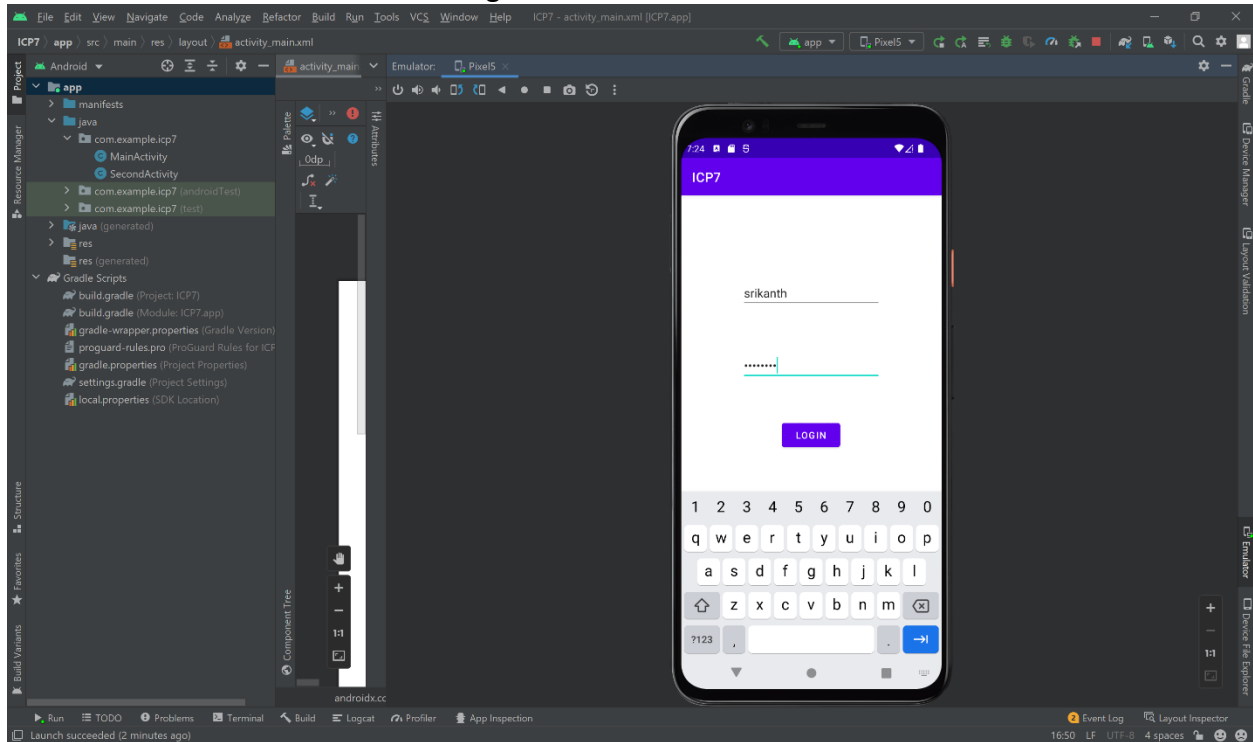 File Edit View Navigate Code Analyze Refactor Build Run Tools VCS Window Help ICP7 - activity_main.xml [ICP7.app]
ICP7 app src main res layout activity_main.xml
app Pixel5
Android
activity_main
Emulator: Pixel5
Project
Resource Manager
Structure
Favorites
Build Variants
app
manifests
java
com.example.icp7
MainActivity
SecondActivity
com.example.icp7 (androidTest)
com.example.icp7 (test)
java (generated)
res
res (generated)
Gradle Scripts
build.gradle (Project: ICP7)
build.gradle (Module: ICP7.app)
gradle-wrapper.properties (Gradle Version)
proguard-rules.pro (ProGuard Rules for ICP
gradle.properties (Project Properties)
settings.gradle (Project Settings)
local.properties (SDK Location)
Palette
Attributes
0dp
Component Tree
1:1
androidx.cc
7:24
ICP7
srikanth
••••••••
LOGIN
1 2 3 4 5 6 7 8 9 0
q w e r t y u i o p
a s d f g h j k l
z x c v b n m
?123 , .
1:1
Gradle
Device Manager
Layout Validation
Emulator
Device File Explorer
Run TODO Problems Terminal Build Logcat Profiler App Inspection
2 Event Log Layout Inspector
Launch succeeded (2 minutes ago)
16:50 LF UTF-8 4 spaces